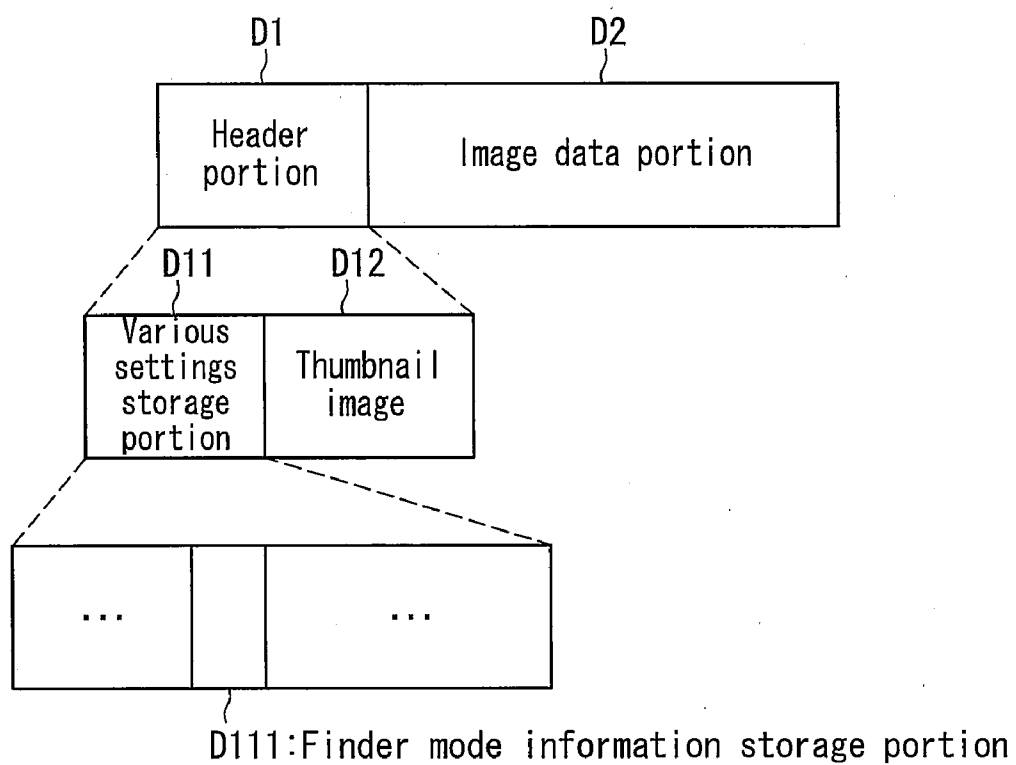 D1
D2
Header
portion
Image data portion
D11
D12
Various
settings
storage
portion
Thumbnail
image
...
...
D111:Finder mode information storage portion